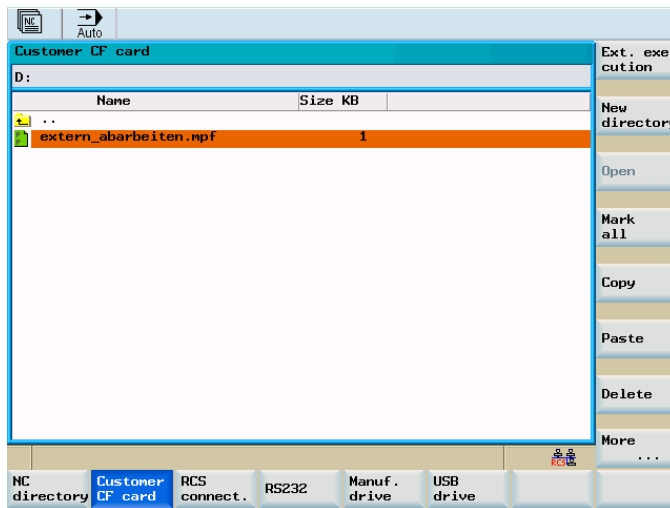 NC
Auto
Customer CF card
D:
Name Size KB
..
extern_abarbeiten.mpf 1
Ext. exe
cution
New
directory
Open
Mark
all
Copy
Paste
Delete
More
...
RCS
NC
directory
Customer
CF card
RCS
connect.
RS232
Manuf.
drive
USB
drive